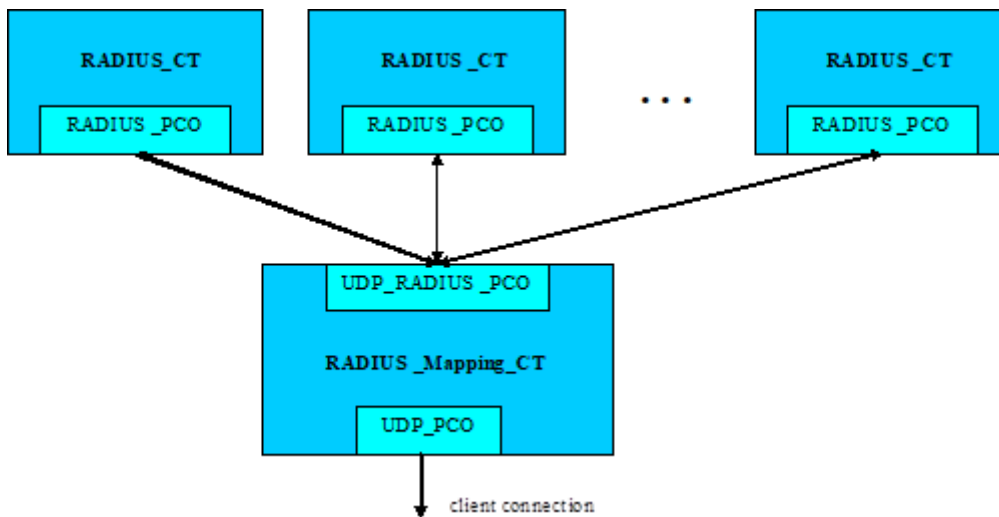 RADIUS_CT
RADIUS _CT
RADIUS _CT
. . .
RADIUS _PCO
RADIUS _PCO
RADIUS _PCO
UDP_RADIUS _PCO
RADIUS _Mapping_CT
UDP_PCO
client connection